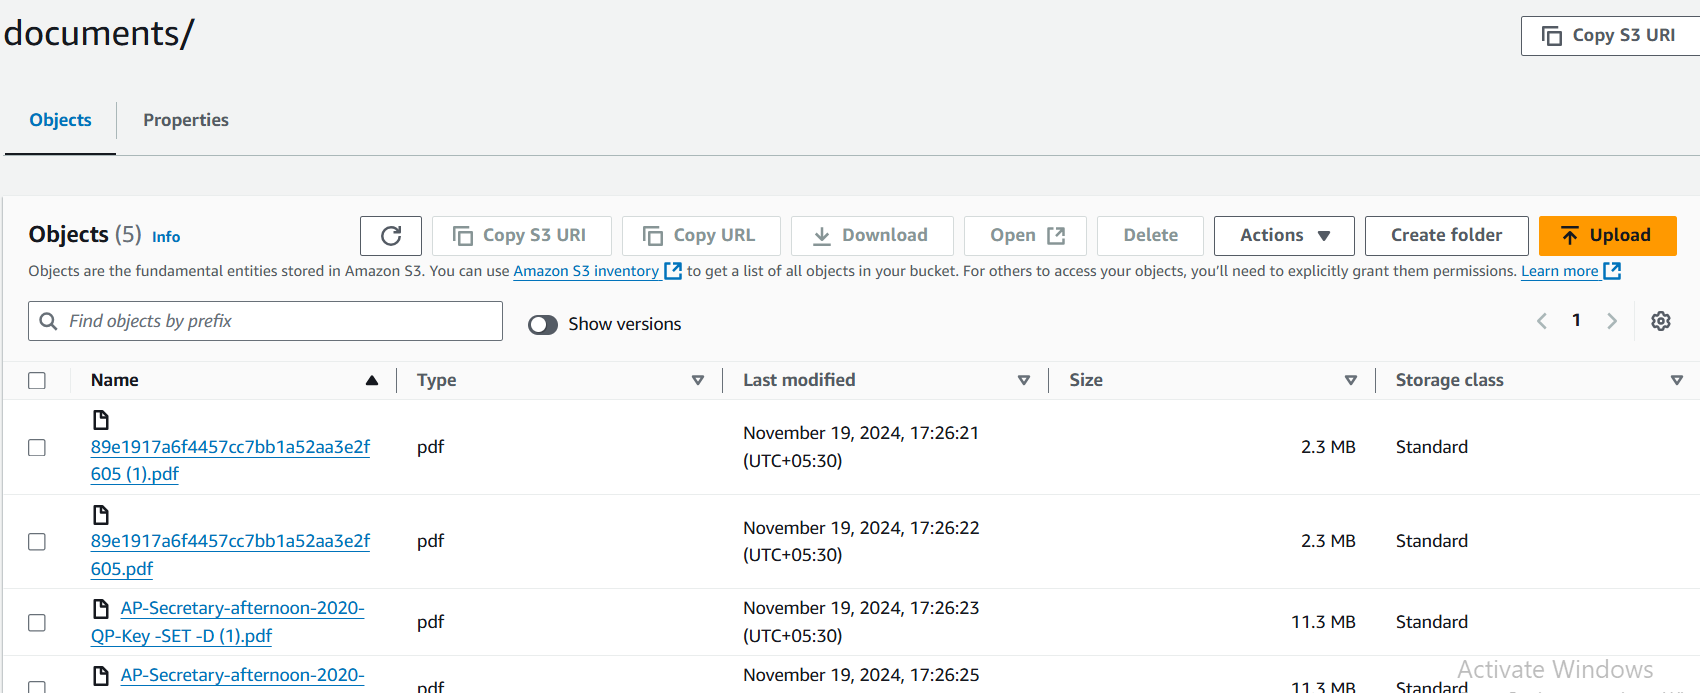 documents/
Copy S3 URI
Objects
Properties
Objects (5) Info
Copy S3 URI
Copy URL
Download
Open
Delete
Actions
Create folder
Upload
Objects are the fundamental entities stored in Amazon S3. You can use Amazon S3 inventory to get a list of all objects in your bucket. For others to access your objects, you'll need to explicitly grant them permissions. Learn more
Find objects by prefix
Show versions
1
Name Type Last modified Size Storage class
89e1917a6f4457cc7bb1a52aa3e2f
605 (1).pdf
pdf
November 19, 2024, 17:26:21
(UTC+05:30)
2.3 MB
Standard
89e1917a6f4457cc7bb1a52aa3e2f
605.pdf
pdf
November 19, 2024, 17:26:22
(UTC+05:30)
2.3 MB
Standard
AP-Secretary-afternoon-2020-
QP-Key -SET -D (1).pdf
pdf
November 19, 2024, 17:26:23
(UTC+05:30)
11.3 MB
Standard
AP-Secretary-afternoon-2020-
pdf
November 19, 2024, 17:26:25
11.3 MB
Standard
Activate Windows